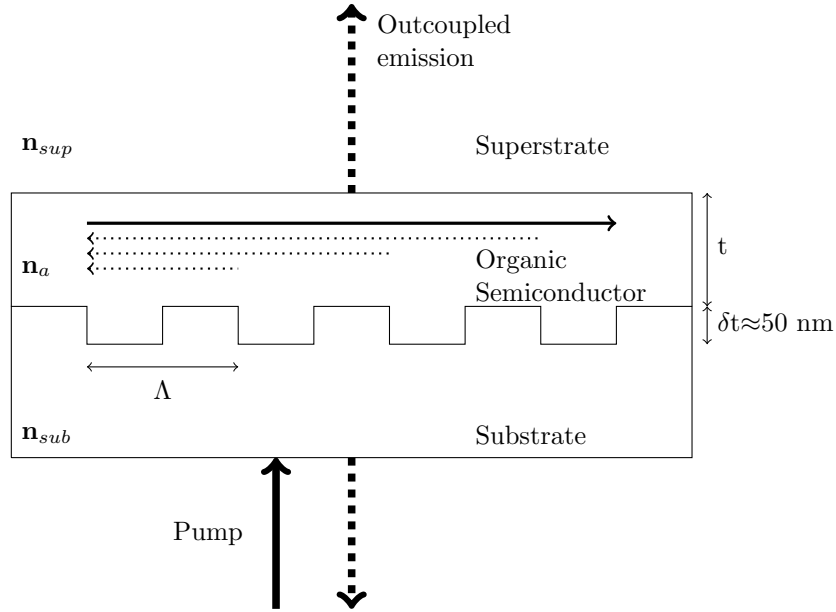 Outcoupled
emission
n_sup
Superstrate
t
n_a
Organic
Semiconductor
δt≈50 nm
Λ
n_sub
Substrate
Pump